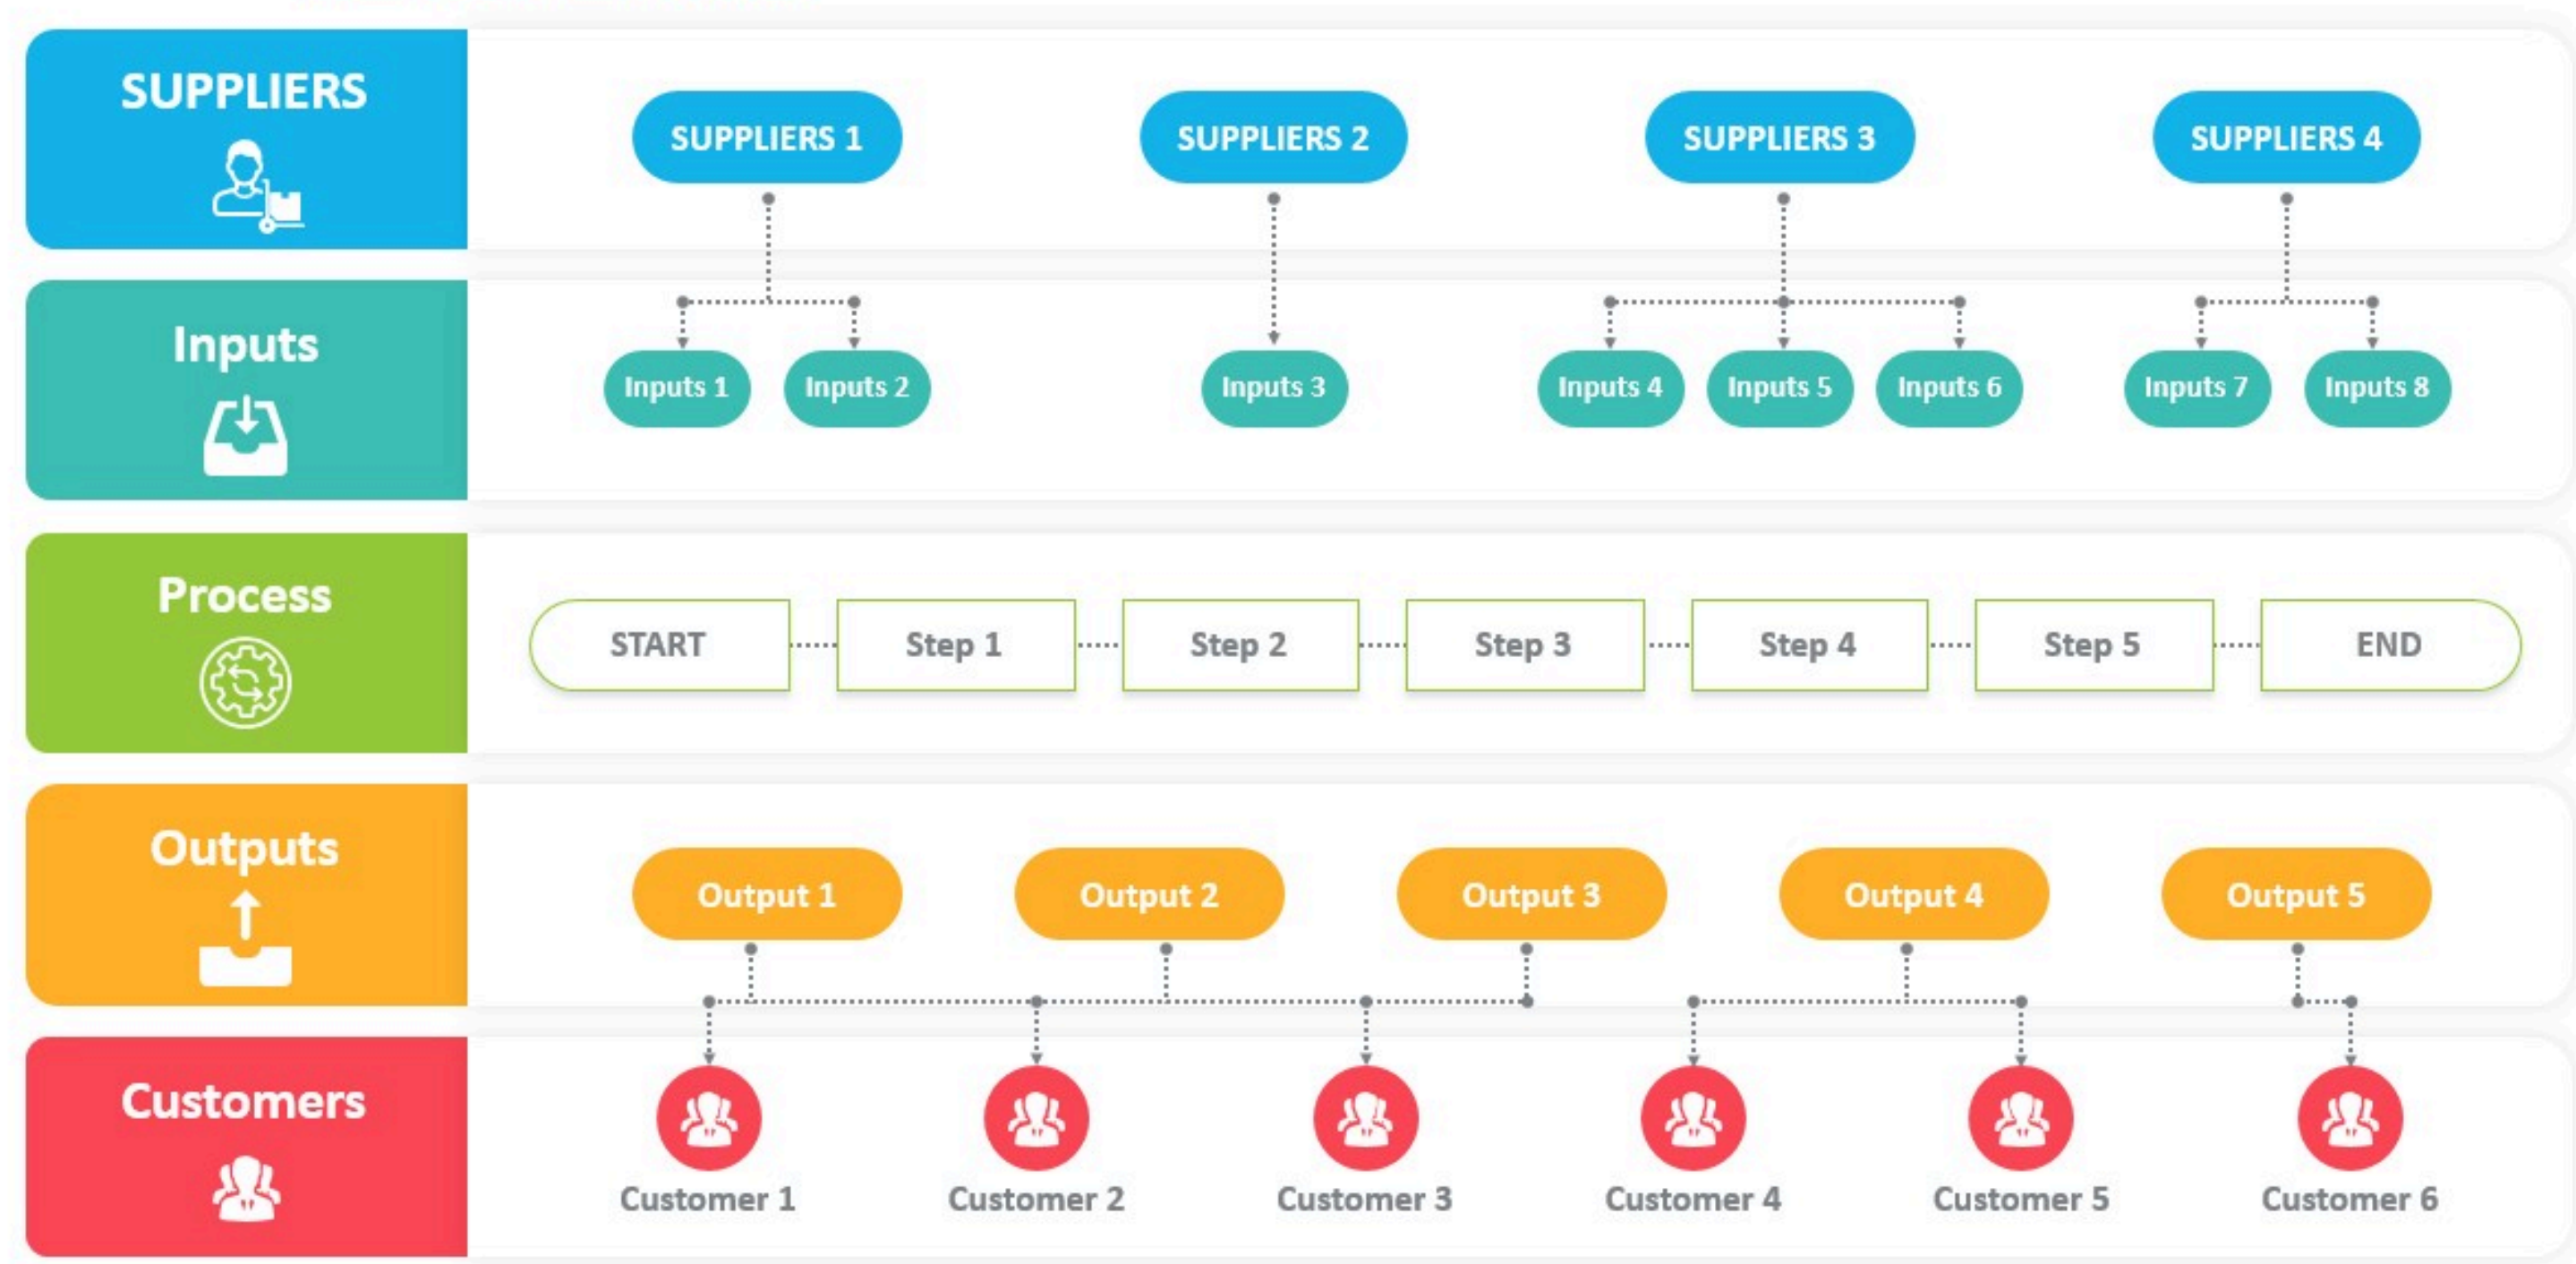 SUPPLIERS
SUPPLIERS 1
SUPPLIERS 2
SUPPLIERS 3
SUPPLIERS 4
Inputs
Inputs 1
Inputs 2
Inputs 3
Inputs 4
Inputs 5
Inputs 6
Inputs 7
Inputs 8
Process
START
Step 1
Step 2
Step 3
Step 4
Step 5
END
Outputs
Output 1
Output 2
Output 3
Output 4
Output 5
Customers
Customer 1
Customer 2
Customer 3
Customer 4
Customer 5
Customer 6